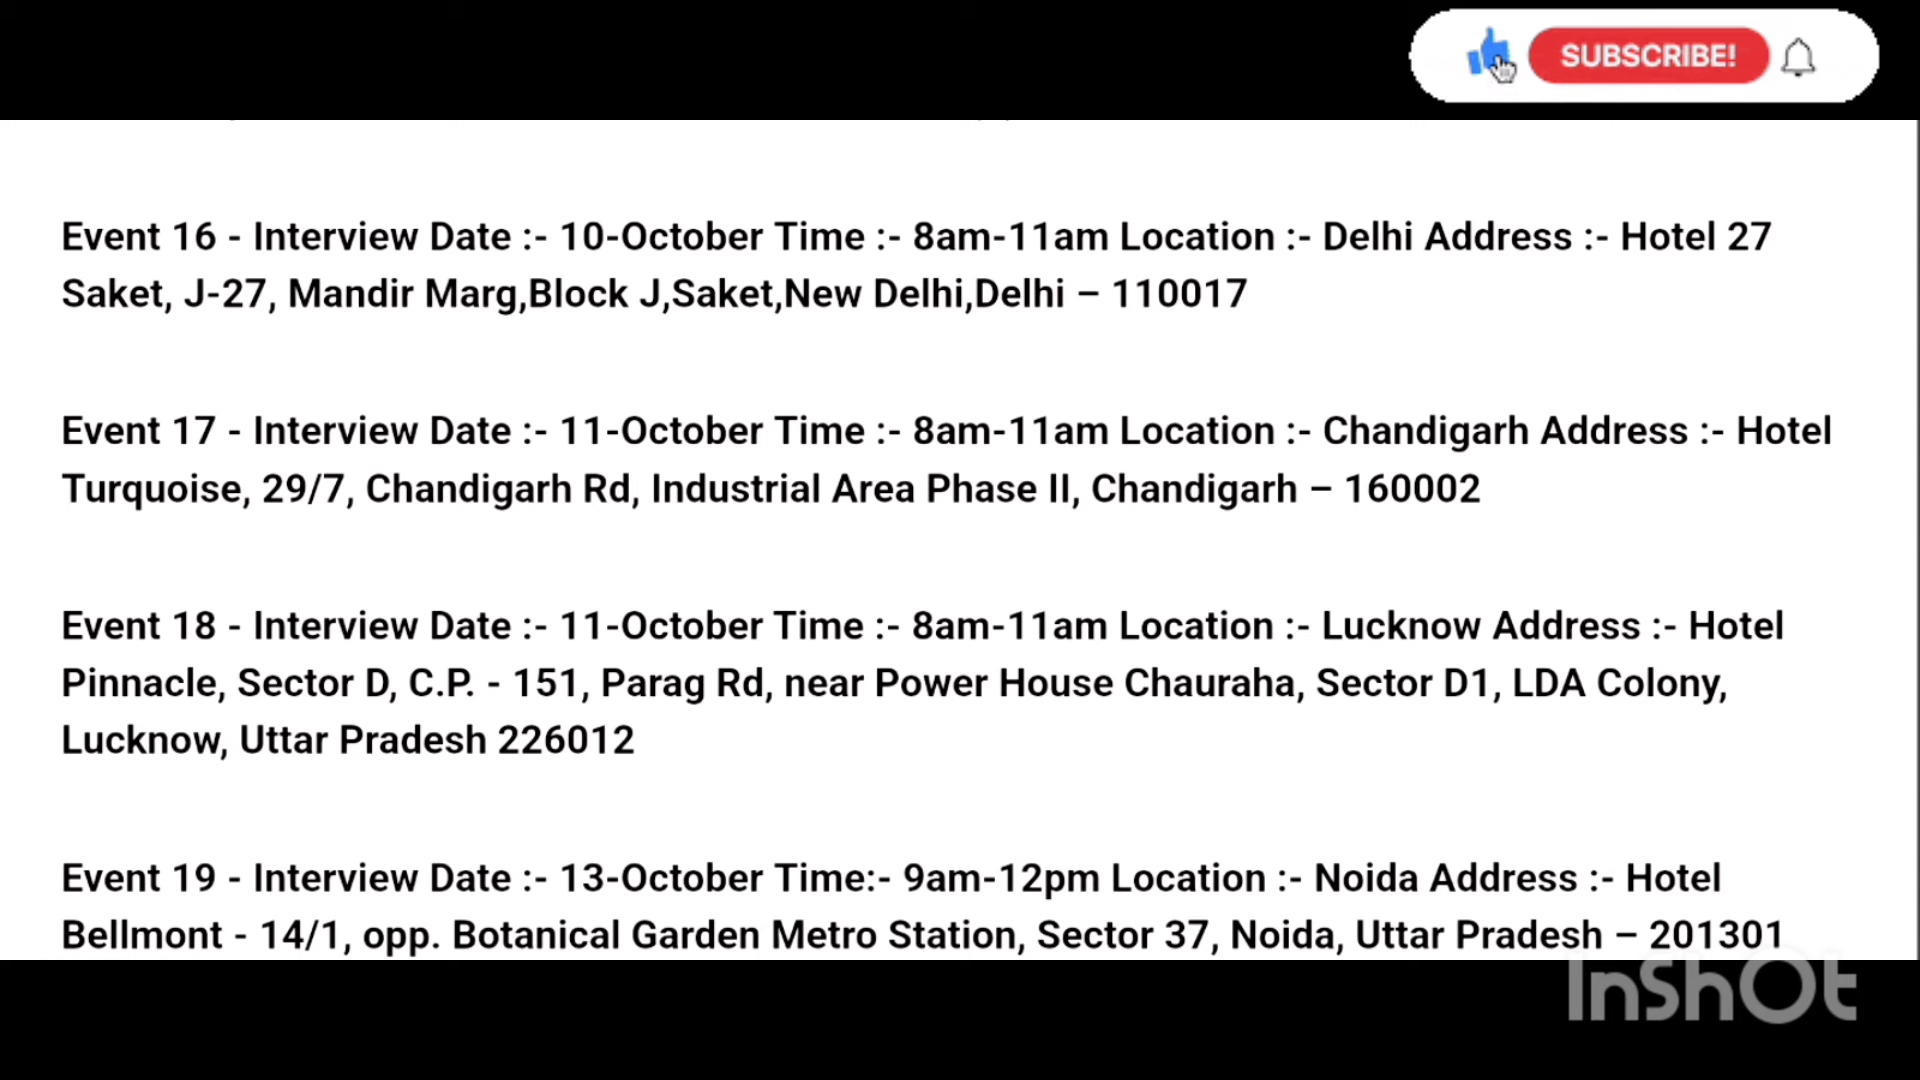 SUBSCRIBE!
Event 16 - Interview Date :- 10-October Time :- 8am-11am Location :- Delhi Address :- Hotel 27
Saket, J-27, Mandir Marg,Block J,Saket,New Delhi,Delhi – 110017
Event 17 - Interview Date :- 11-October Time :- 8am-11am Location :- Chandigarh Address :- Hotel
Turquoise, 29/7, Chandigarh Rd, Industrial Area Phase II, Chandigarh – 160002
Event 18 - Interview Date :- 11-October Time :- 8am-11am Location :- Lucknow Address :- Hotel
Pinnacle, Sector D, C.P. - 151, Parag Rd, near Power House Chauraha, Sector D1, LDA Colony,
Lucknow, Uttar Pradesh 226012
Event 19 - Interview Date :- 13-October Time:- 9am-12pm Location :- Noida Address :- Hotel
Bellmont - 14/1, opp. Botanical Garden Metro Station, Sector 37, Noida, Uttar Pradesh – 201301
InShOt